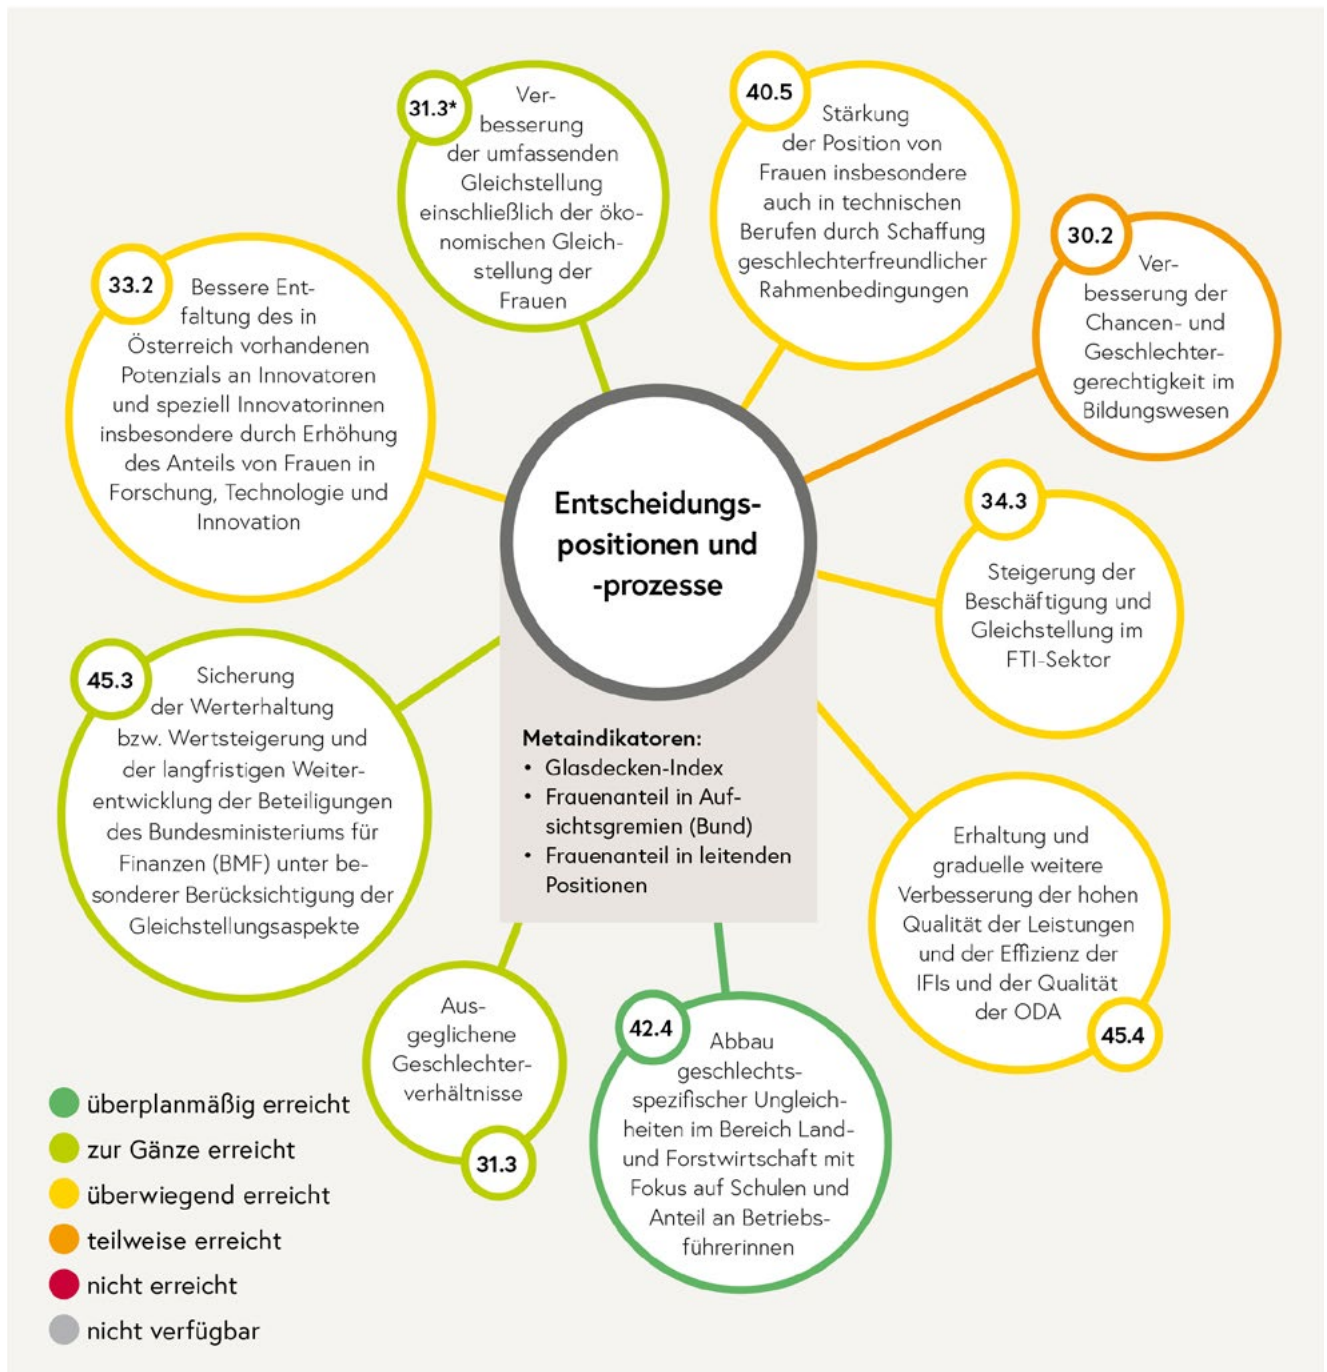 31.3*
Ver-
besserung
der umfassenden
Gleichstellung
einschließlich der öko-
nomischen Gleich-
stellung der
Frauen
40.5
Stärkung
der Position von
Frauen insbesondere
auch in technischen
Berufen durch Schaffung
geschlechterfreundlicher
Rahmenbedingungen
30.2
Ver-
besserung der
Chancen- und
Geschlechter-
gerechtigkeit im
Bildungswesen
33.2
Bessere Ent-
faltung des in
Österreich vorhandenen
Potenzials an Innovatoren
und speziell Innovatorinnen
insbesondere durch Erhöhung
des Anteils von Frauen in
Forschung, Technologie und
Innovation
Entscheidungs-
positionen und
-prozesse
34.3
Steigerung der
Beschäftigung und
Gleichstellung im
FTI-Sektor
45.3
Sicherung
der Werterhaltung
bzw. Wertsteigerung und
der langfristigen Weiter-
entwicklung der Beteiligungen
des Bundesministeriums für
Finanzen (BMF) unter be-
sonderer Berücksichtigung der
Gleichstellungsaspekte
Metaindikatoren:
• Glasdecken-Index
• Frauenanteil in Auf-
sichtsgremien (Bund)
• Frauenanteil in leitenden
Positionen
Erhaltung und
graduelle weitere
Verbesserung der hohen
Qualität der Leistungen
und der Effizienz der
IFIs und der Qualität
der ODA
45.4
Aus-
geglichene
Geschlechter-
verhältnisse
31.3
42.4
Abbau
geschlechts-
spezifischer Ungleich-
heiten im Bereich Land-
und Forstwirtschaft mit
Fokus auf Schulen und
Anteil an Betriebs-
führerinnen
überplanmäßig erreicht
zur Gänze erreicht
überwiegend erreicht
teilweise erreicht
nicht erreicht
nicht verfügbar